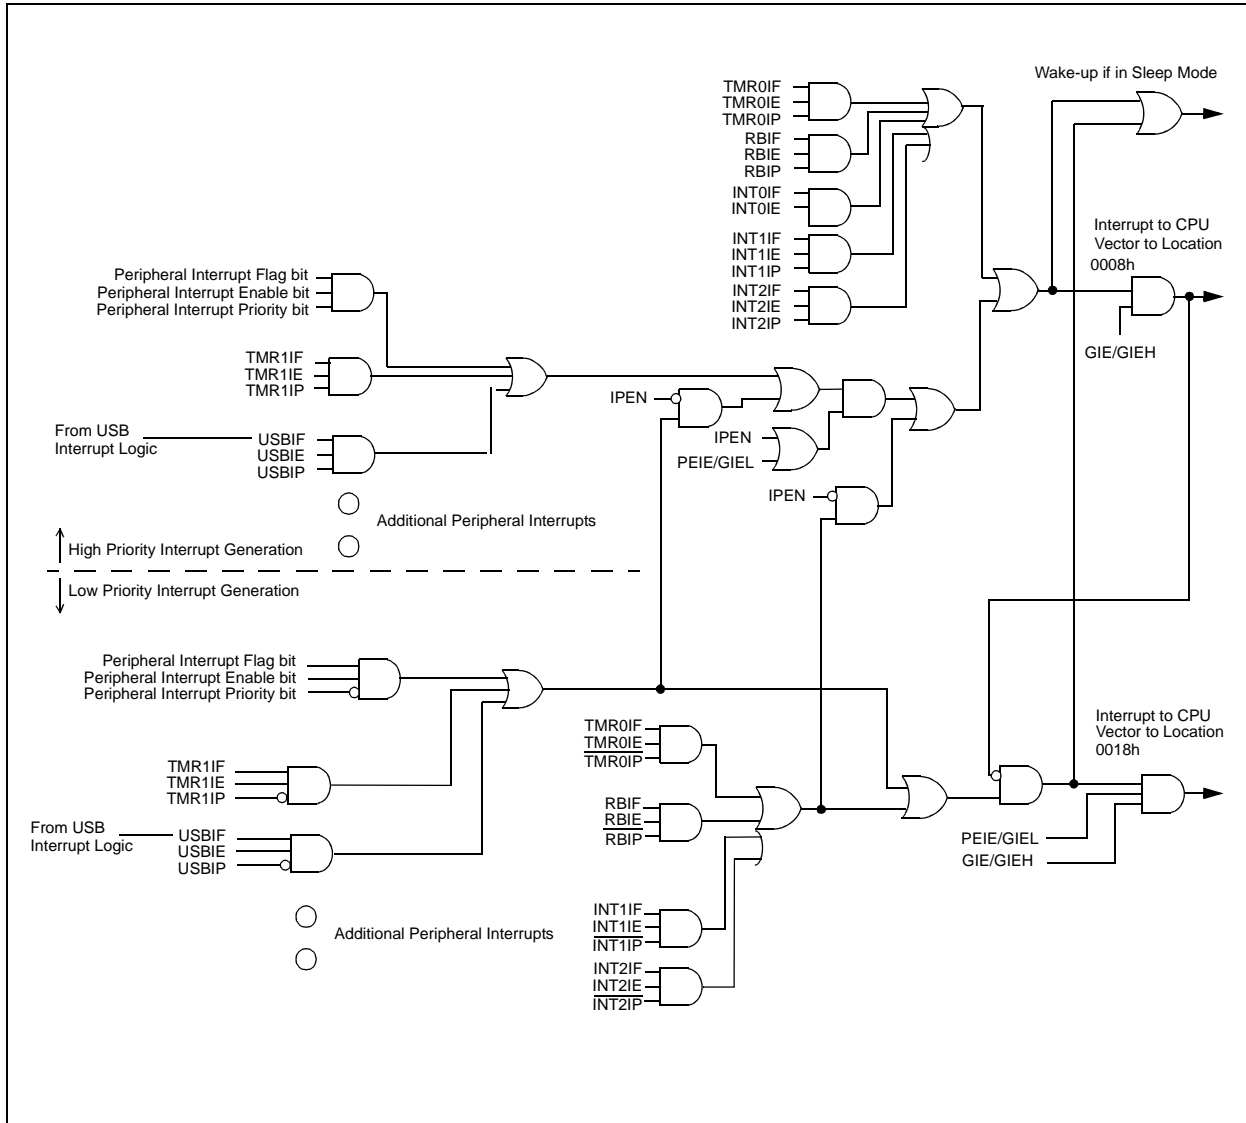 Wake-up if in Sleep Mode
TMR0IF
TMR0IE
TMR0IP
RBIF
RBIE
RBIP
INT0IF
INT0IE
INT1IF
INT1IE
INT1IP
INT2IF
INT2IE
INT2IP
Interrupt to CPU
Vector to Location
0008h
GIE/GIEH
Peripheral Interrupt Flag bit
Peripheral Interrupt Enable bit
Peripheral Interrupt Priority bit
TMR1IF
TMR1IE
TMR1IP
From USB
Interrupt Logic
USBIF
USBIE
USBIP
IPEN
IPEN
PEIE/GIEL
IPEN
Additional Peripheral Interrupts
High Priority Interrupt Generation
Low Priority Interrupt Generation
Peripheral Interrupt Flag bit
Peripheral Interrupt Enable bit
Peripheral Interrupt Priority bit
TMR1IF
TMR1IE
TMR1IP
From USB
Interrupt Logic
USBIF
USBIE
USBIP
Additional Peripheral Interrupts
TMR0IF
TMR0IE
TMR0IP
RBIF
RBIE
RBIP
INT1IF
INT1IE
INT1IP
INT2IF
INT2IE
INT2IP
Interrupt to CPU
Vector to Location
0018h
PEIE/GIEL
GIE/GIEH